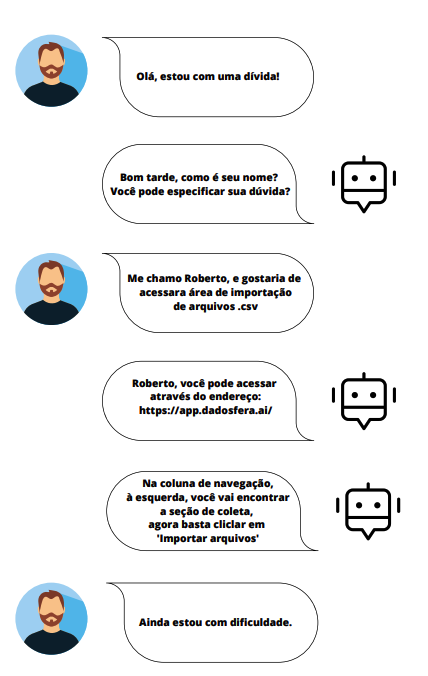 Olá, estou com uma dívida!
Bom tarde, como é seu nome?
Você pode especificar sua dúvida?
Me chamo Roberto, e gostaria de
acessara área de importação
de arquivos .csv
Roberto, você pode acessar
através do endereço:
https://app.dadosfera.ai/
Na coluna de navegação,
à esquerda, você vai encontrar
a seção de coleta,
agora basta cliclar em
'Importar arquivos'
Ainda estou com dificuldade.